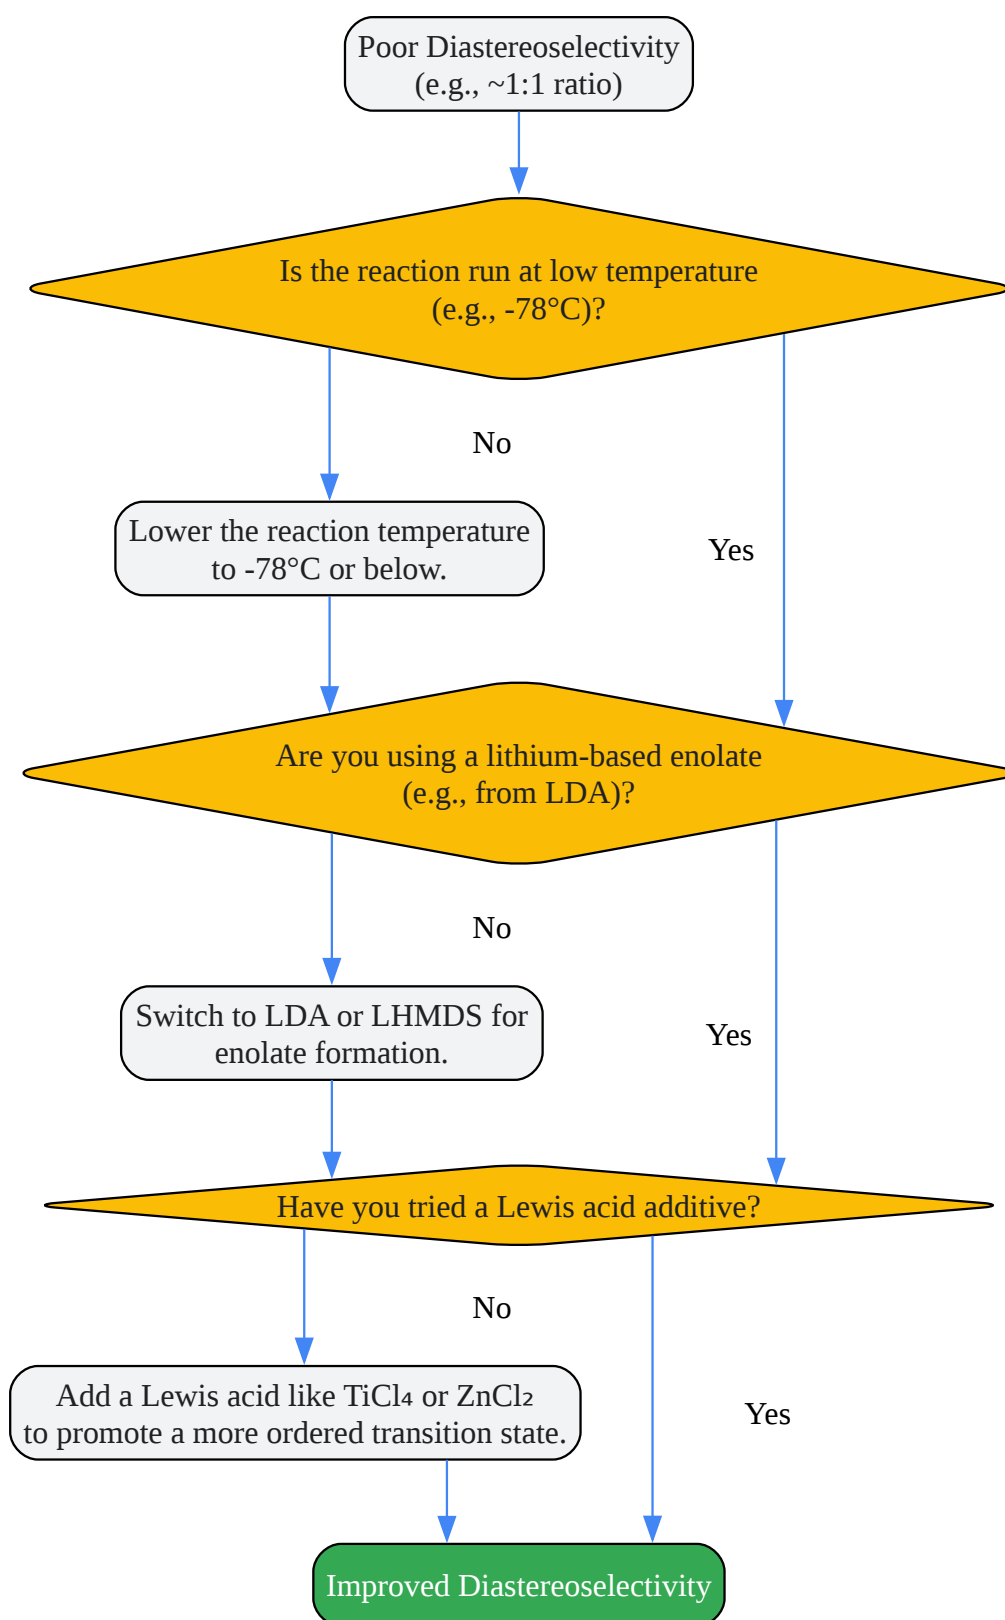 Poor Diastereoselectivity
(e.g., ~1:1 ratio)
Is the reaction run at low temperature
(e.g., -78°C)?
No
Lower the reaction temperature
to -78°C or below.
Yes
Are you using a lithium-based enolate
(e.g., from LDA)?
No
Switch to LDA or LHMDS for
enolate formation.
Yes
Have you tried a Lewis acid additive?
No
Add a Lewis acid like TiCl₄ or ZnCl₂
to promote a more ordered transition state.
Yes
Improved Diastereoselectivity